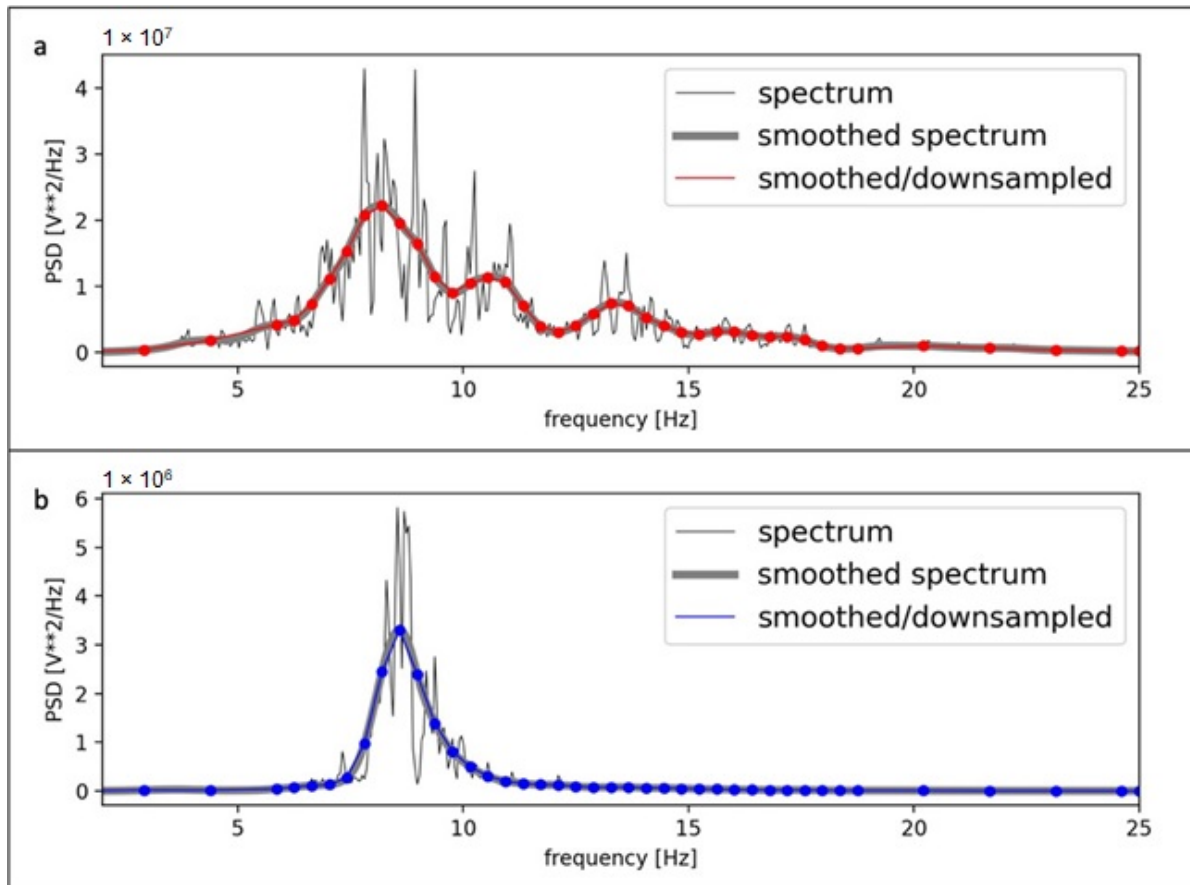 1 × 10⁷
a
4
3
2
1
0
PSD [V**2/Hz]
spectrum
smoothed spectrum
smoothed/downsampled
5 10 15 20 25
frequency [Hz]
1 × 10⁶
b
6
5
4
3
2
1
0
PSD [V**2/Hz]
spectrum
smoothed spectrum
smoothed/downsampled
5 10 15 20 25
frequency [Hz]